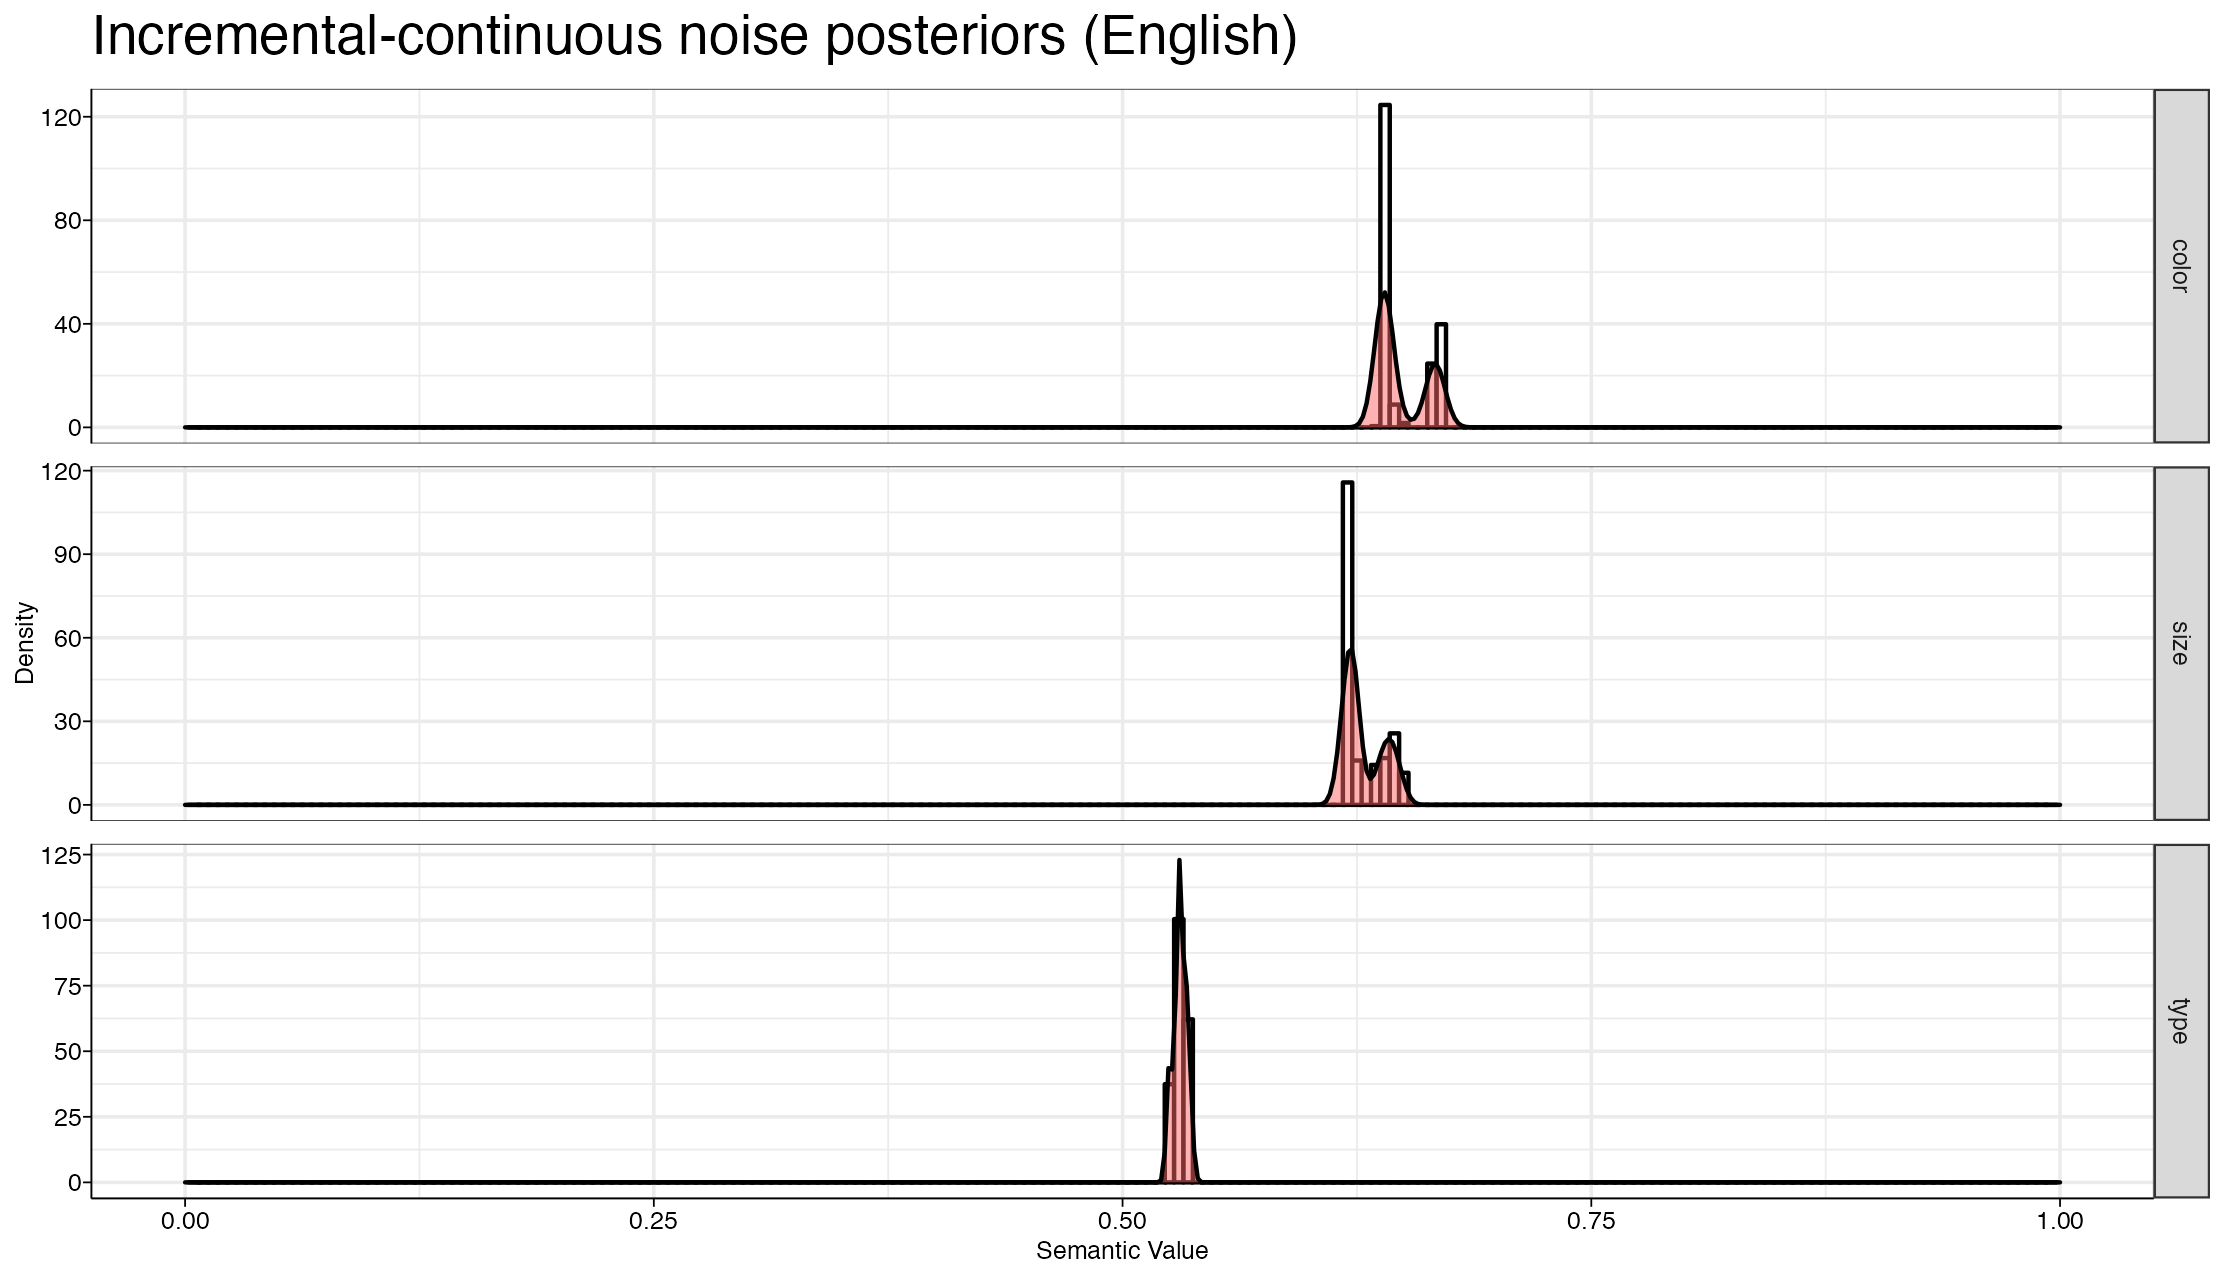 Incremental-continuous noise posteriors (English)
120
80
40
0
color
120
90
60
30
0
size
Density
125
100
75
50
25
0
type
0.00 0.25 0.50 0.75 1.00
Semantic Value